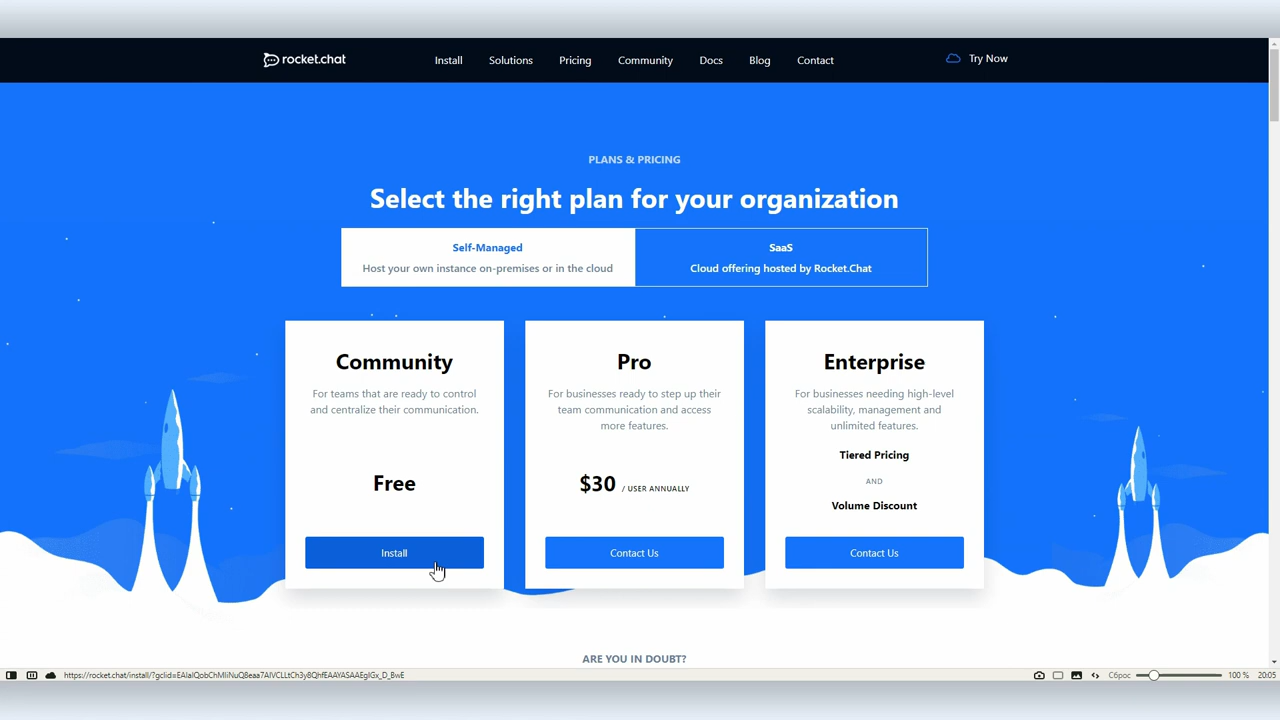 rocket.chat
Install
Solutions
Pricing
Community
Docs
Blog
Contact
Try Now
PLANS & PRICING
Select the right plan for your organization
Self-Managed
Host your own instance on-premises or in the cloud
SaaS
Cloud offering hosted by Rocket.Chat
Community
For teams that are ready to control
and centralize their communication.
Free
Install
Pro
For businesses ready to step up their
team communication and access
more features.
$30 / USER ANNUALLY
Contact Us
Enterprise
For businesses needing high-level
scalability, management and
unlimited features.
Tiered Pricing
AND
Volume Discount
Contact Us
ARE YOU IN DOUBT?
Сброс
100 %
20:05